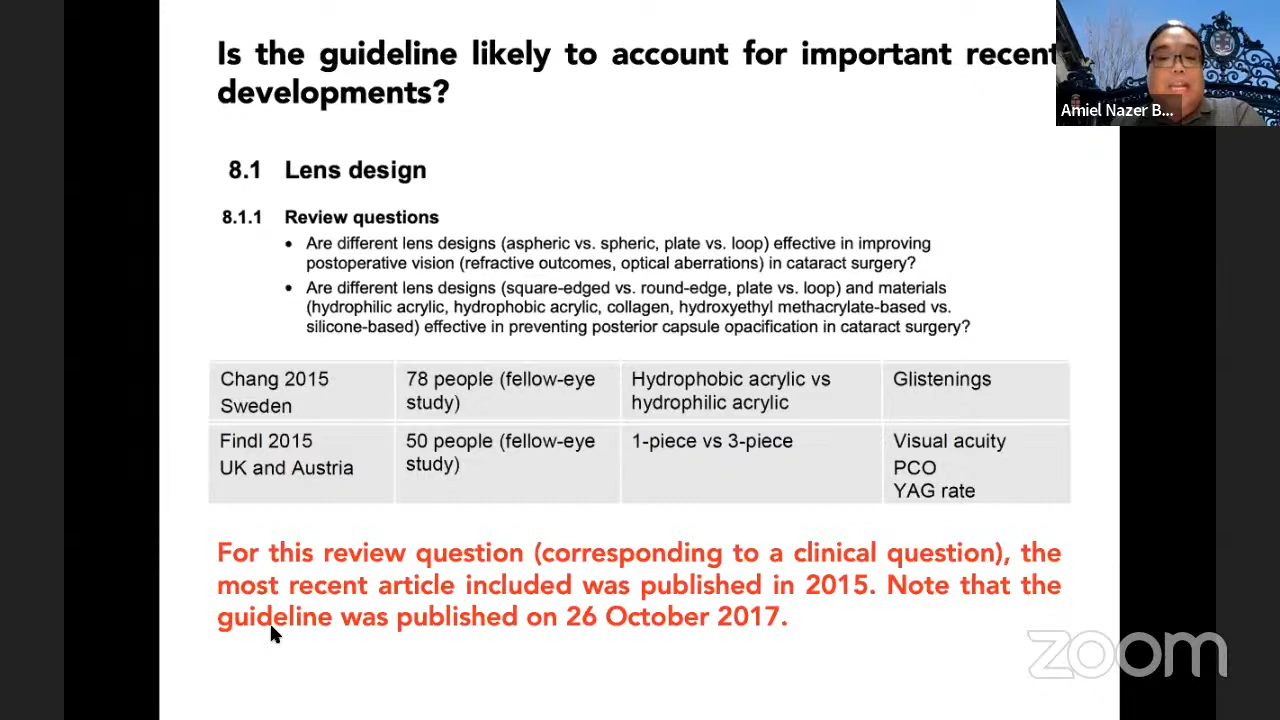 Is the guideline likely to account for important recent
developments?
Amiel Nazer B...
8.1 Lens design
8.1.1 Review questions
• Are different lens designs (aspheric vs. spheric, plate vs. loop) effective in improving
postoperative vision (refractive outcomes, optical aberrations) in cataract surgery?
• Are different lens designs (square-edged vs. round-edge, plate vs. loop) and materials
(hydrophilic acrylic, hydrophobic acrylic, collagen, hydroxyethyl methacrylate-based vs.
silicone-based) effective in preventing posterior capsule opacification in cataract surgery?
Chang 2015
Sweden
78 people (fellow-eye
study)
Hydrophobic acrylic vs
hydrophilic acrylic
Glistenings
Findl 2015
UK and Austria
50 people (fellow-eye
study)
1-piece vs 3-piece
Visual acuity
PCO
YAG rate
For this review question (corresponding to a clinical question), the
most recent article included was published in 2015. Note that the
guideline was published on 26 October 2017.
zoom